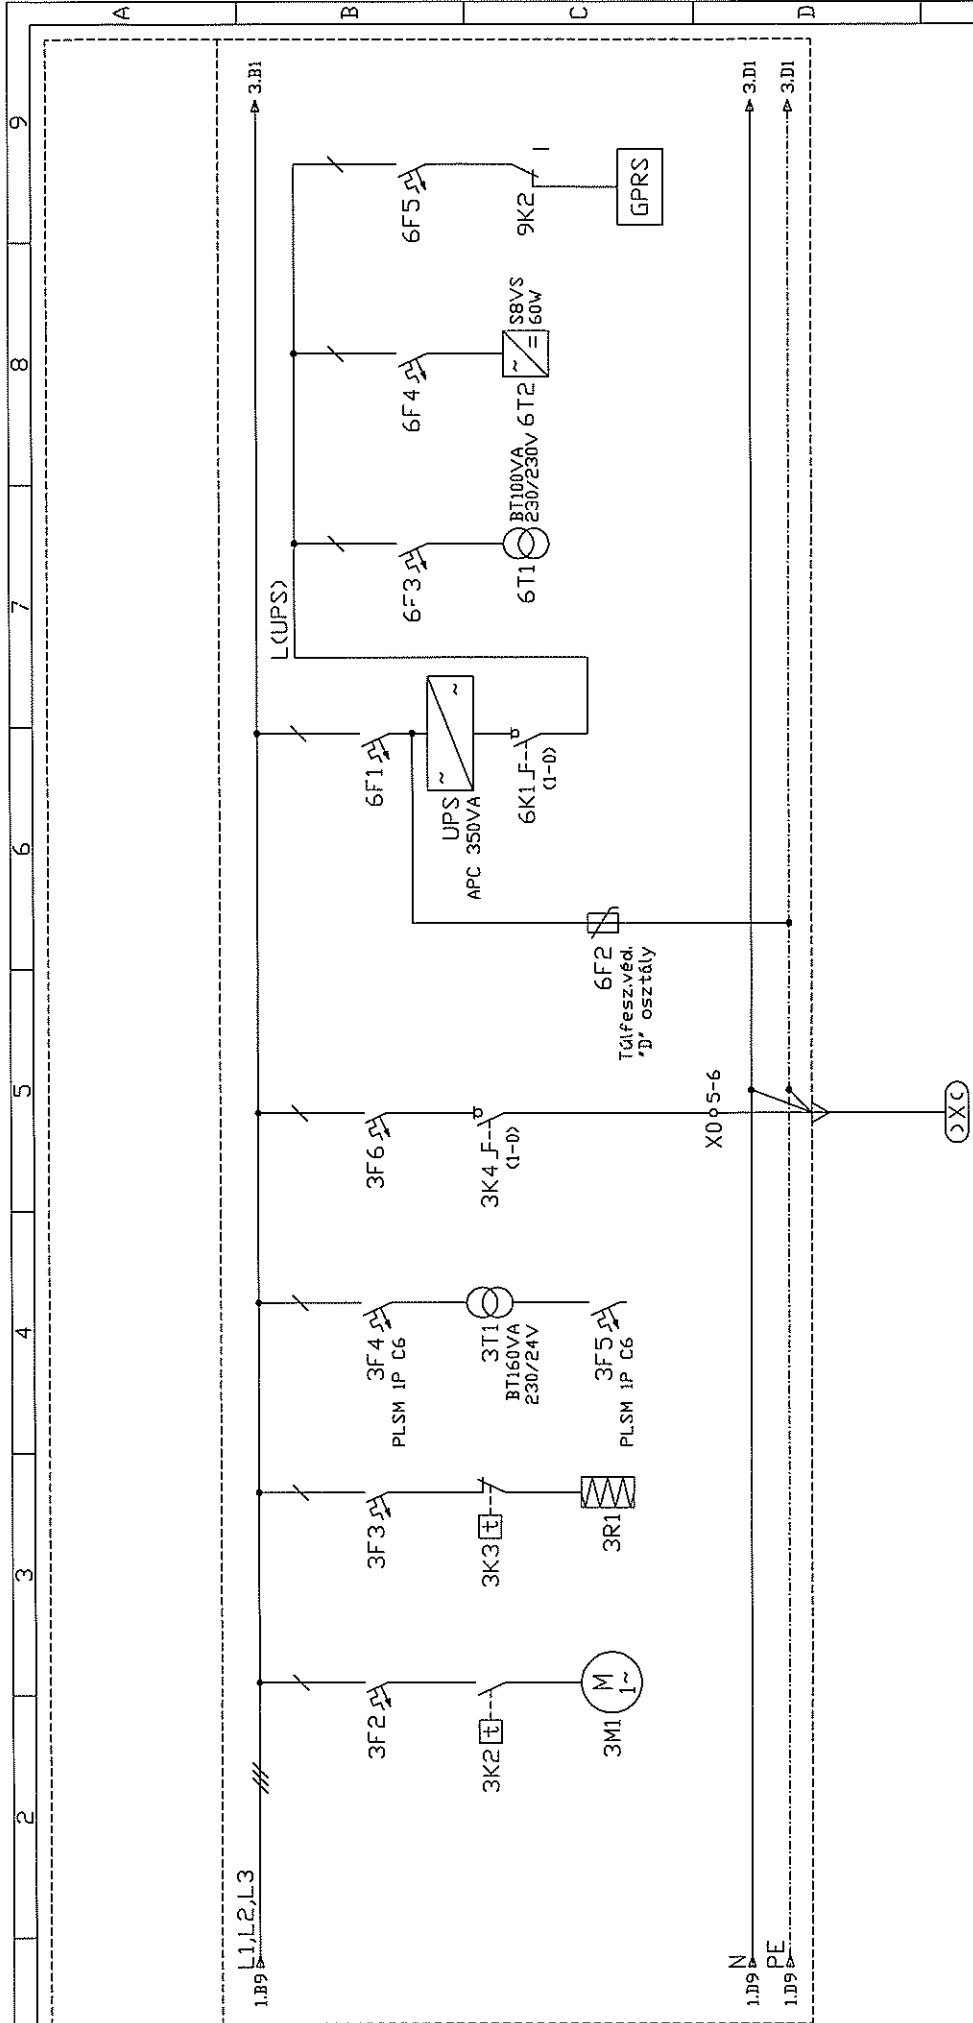 2
3
4
5
6
7
8
9
A
B
C
D
1.B9
L1,L2,L3
3.B1
3F2
3K2
t
M
1~
3M1
3F3
3K3
t
3R1
3F4
PLSM 1P C6
3T1
BT160VA
230/24V
3F5
PLSM 1P C6
3F6
3K4
(1-0)
X0
5-6
6F2
Túlfesz.véd.
"D" osztály
6F1
~
~
UPS
APC 350VA
6K1
(1-0)
L(UPS)
6F3
6T1
BT100VA
230/230V
6F4
6T2
~
=
S8VS
60W
6F5
9K2
1
GPRS
1.D9
N
3.D1
1.D9
PE
3.D1